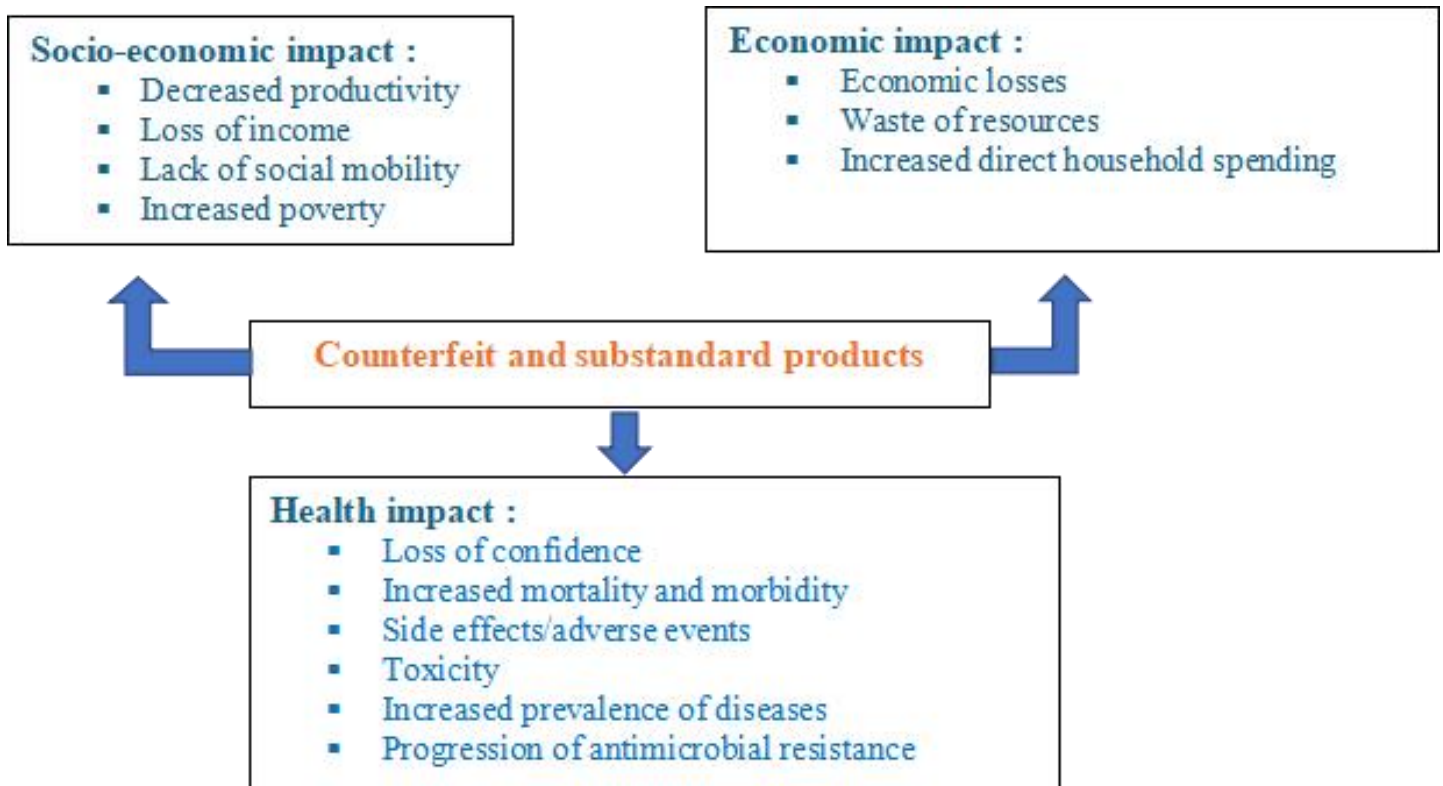 Socio-economic impact :
▪ Decreased productivity
▪ Loss of income
▪ Lack of social mobility
▪ Increased poverty
Economic impact :
▪ Economic losses
▪ Waste of resources
▪ Increased direct household spending
Counterfeit and substandard products
Health impact :
▪ Loss of confidence
▪ Increased mortality and morbidity
▪ Side effects/adverse events
▪ Toxicity
▪ Increased prevalence of diseases
▪ Progression of antimicrobial resistance